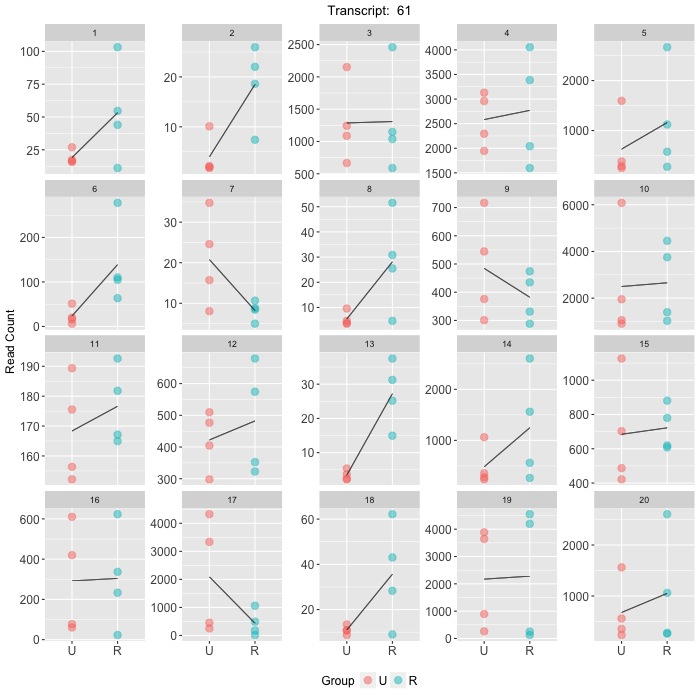 Transcript: 61
1 2 3 4 5
100 75 50 25
20 10
2500 2000 1500 1000 500
4000 3500 3000 2500 2000 1500
2000 1000
6 7 8 9 10
200 100 0
30 20 10
50 40 30 20 10
700 600 500 400 300
6000 4000 2000
Read Count
11 12 13 14 15
190 180 170 160
600 500 400 300
30 20 10
2000 1000
1000 800 600 400
16 17 18 19 20
600 400 200 0
4000 3000 2000 1000 0
60 40 20
4000 3000 2000 1000 0
2000 1000
U R U R U R U R U R
Group U R